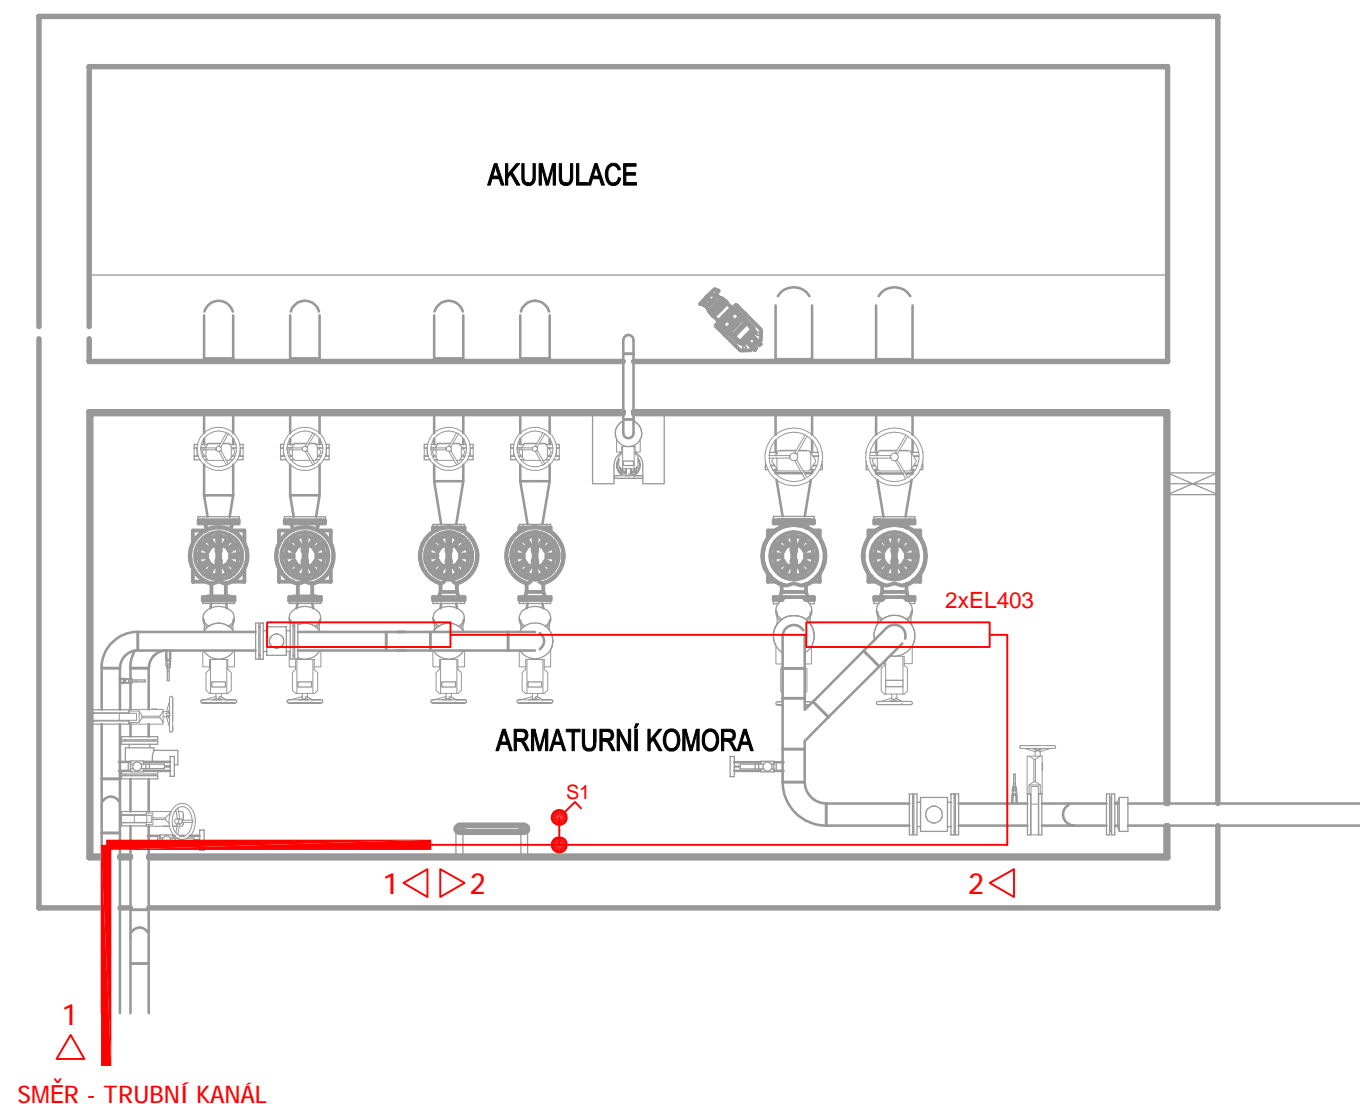 AKUMULACE
2xEL403
ARMATURNÍ KOMORA
S1
1 2
2
1
SMĚR - TRUBNÍ KANÁL